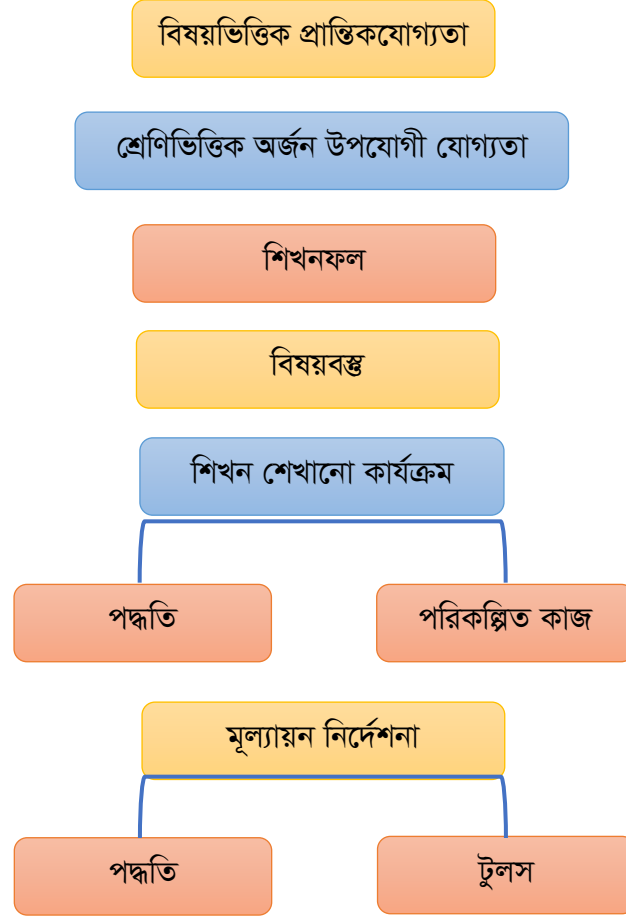 বিষয়ভিত্তিক প্রান্তিকযোগ্যতা
শ্রেণিভিত্তিক অর্জন উপযোগী যোগ্যতা
শিখনফল
বিষয়বস্তু
শিখন শেখানো কার্যক্রম
পদ্ধতি
পরিকল্পিত কাজ
মূল্যায়ন নির্দেশনা
পদ্ধতি
টুলস